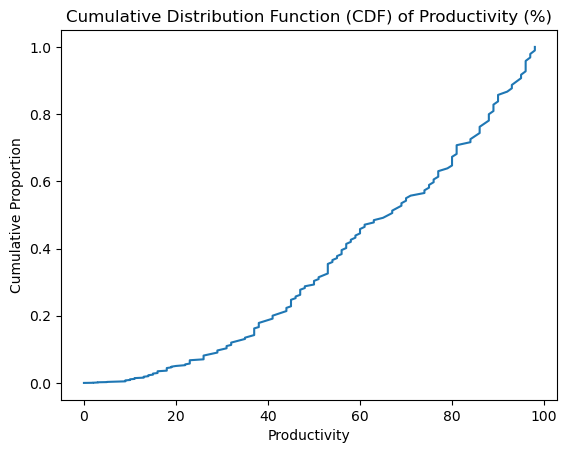 Cumulative Distribution Function (CDF) of Productivity (%)
1.0
0.8
0.6
0.4
0.2
0.0
Cumulative Proportion
0 20 40 60 80 100
Productivity